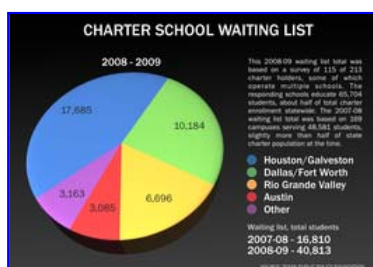 CHARTER SCHOOL WAITING LIST
2008 - 2009
This 2008-09 waiting list total was
based on a survey of 115 of 213
charter holders, some of which
operate multiple schools. The
responding schools educate 65,704
students, about half of total charter
enrollment statewide. The 2007-08
waiting list total was based on 169
campuses serving 48,581 students,
slightly more than half of state
charter population at the time.
17,685
10,184
3,163
3,085
6,696
Houston/Galveston
Dallas/Fort Worth
Rio Grande Valley
Austin
Other
Waiting list, total students
2007-08 - 16,810
2008-09 - 40,813